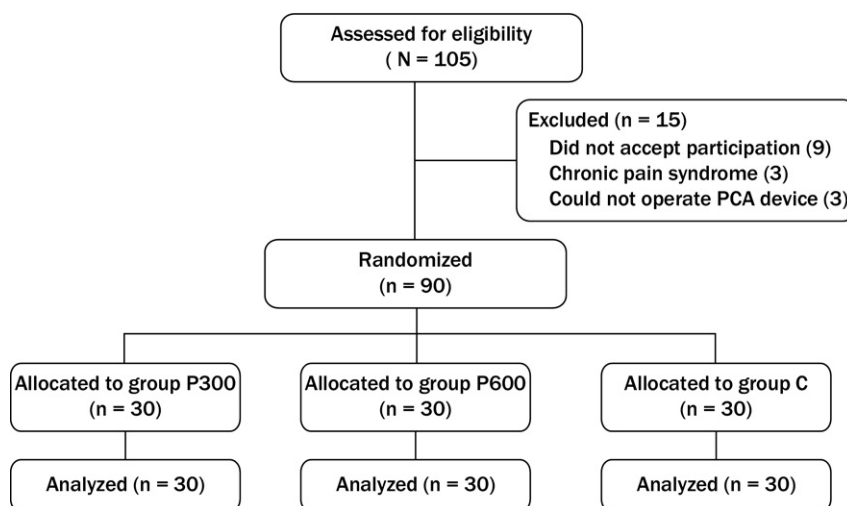 Assessed for eligibility
( N = 105)
Excluded (n = 15)
Did not accept participation (9)
Chronic pain syndrome (3)
Could not operate PCA device (3)
Randomized
(n = 90)
Allocated to group P300
(n = 30)
Allocated to group P600
(n = 30)
Allocated to group C
(n = 30)
Analyzed (n = 30)
Analyzed (n = 30)
Analyzed (n = 30)